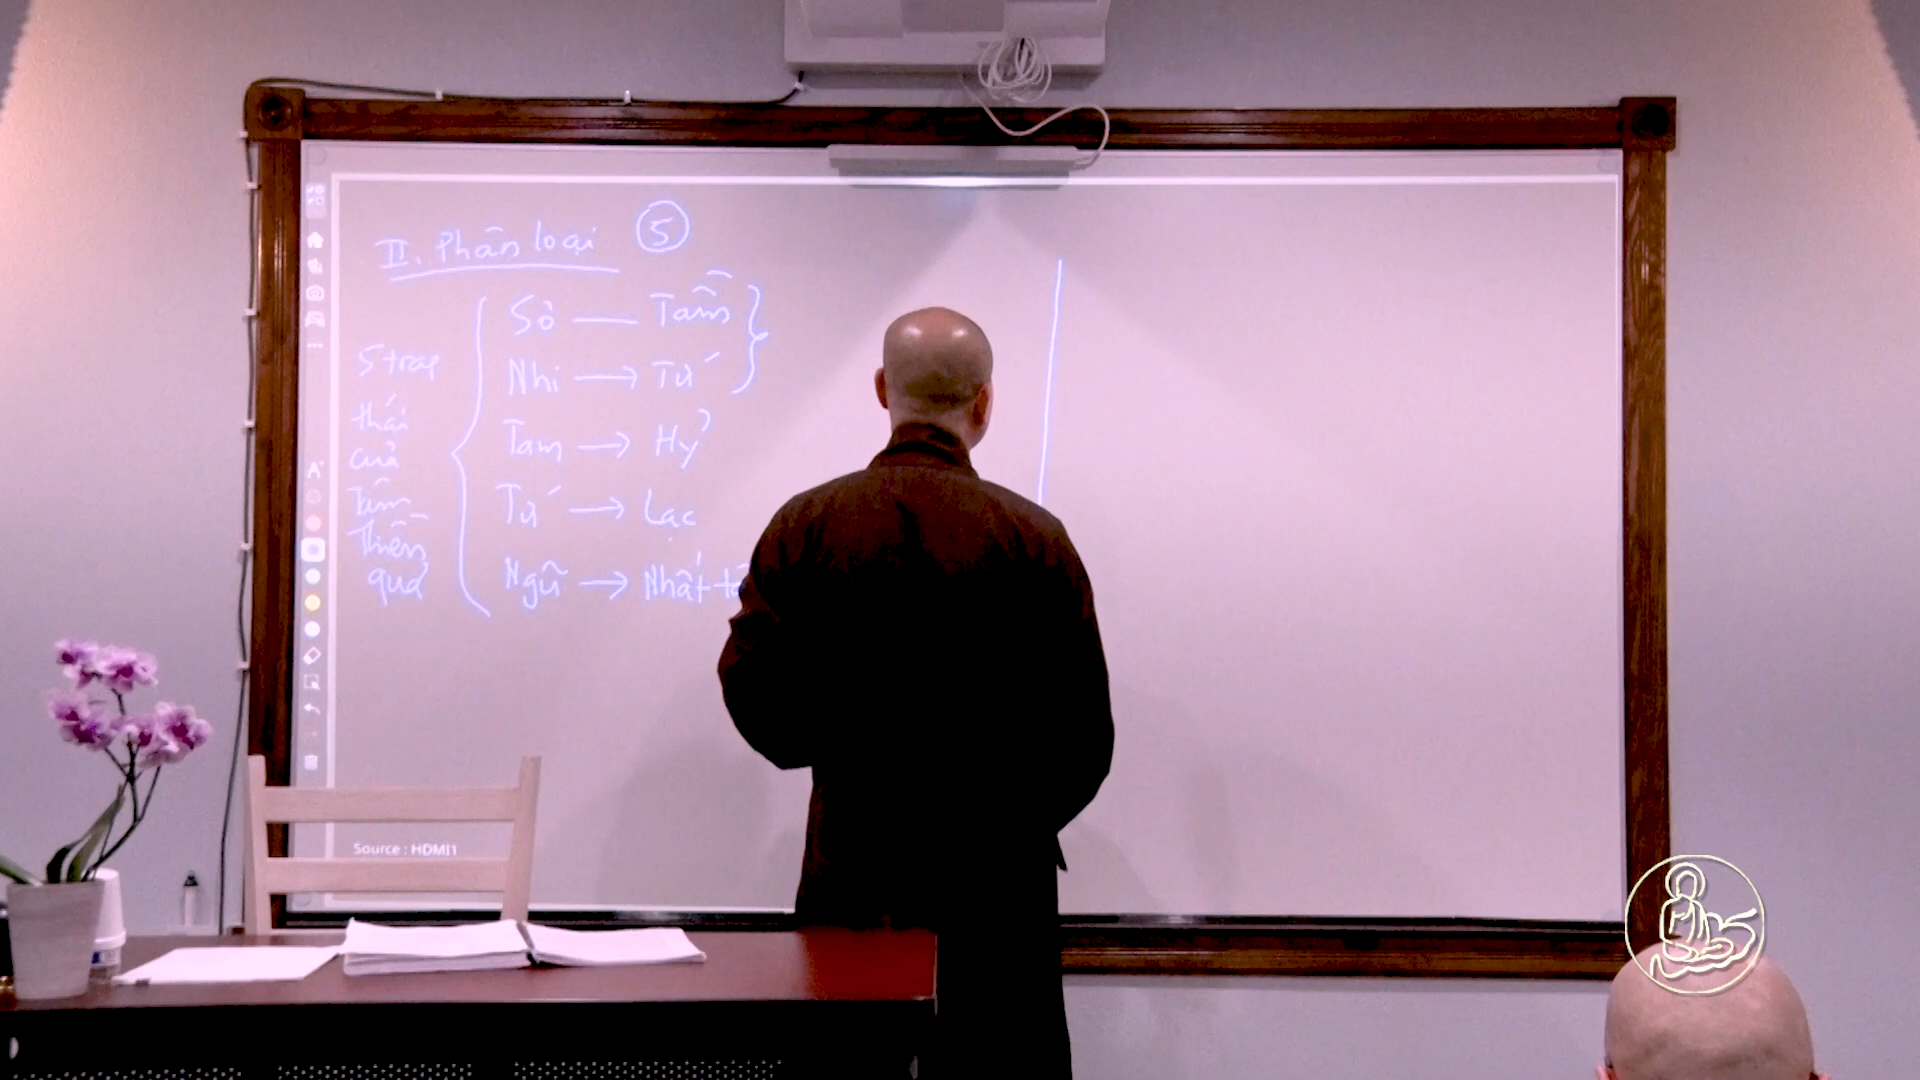 II. Phân loại ⑤
5 trạng
thái
của
Tâm
Thiền
quả
Sơ — Tầm
Nhị → Tứ
Tam → Hỷ
Tứ → Lạc
Ngũ → Nhất
Source : HDMI1